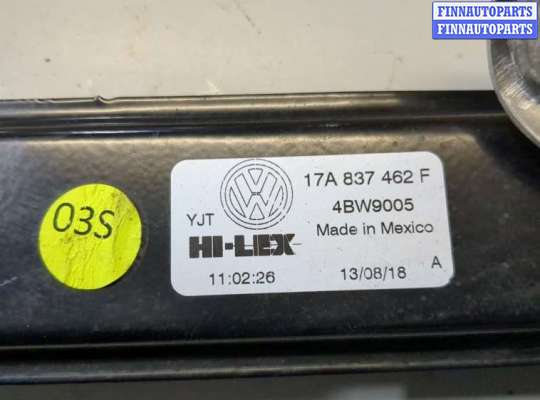 FINNAUTOPARTS
FINNAUTOPARTS
03S
17A 837 462 F
YJT
4BW9005
HI-LEX
Made in Mexico
11:02:26
13/08/18
A